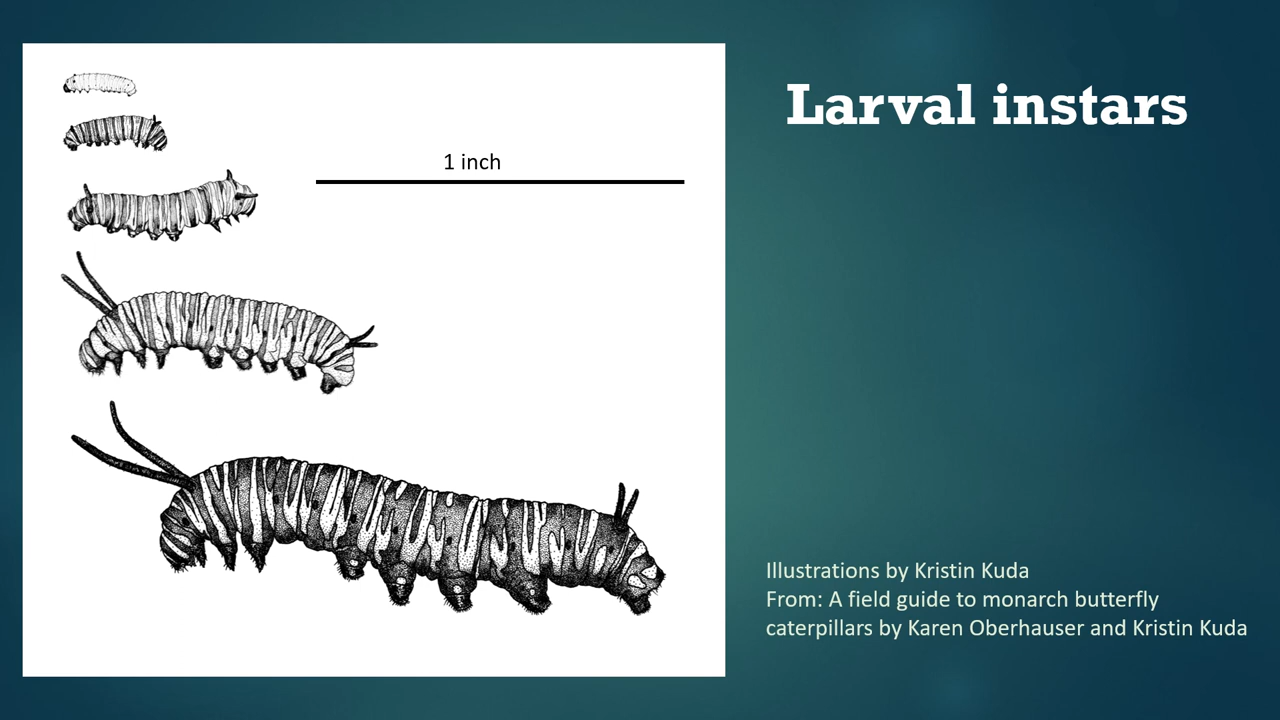 Larval instars
1 inch
Illustrations by Kristin Kuda
From: A field guide to monarch butterfly
caterpillars by Karen Oberhauser and Kristin Kuda